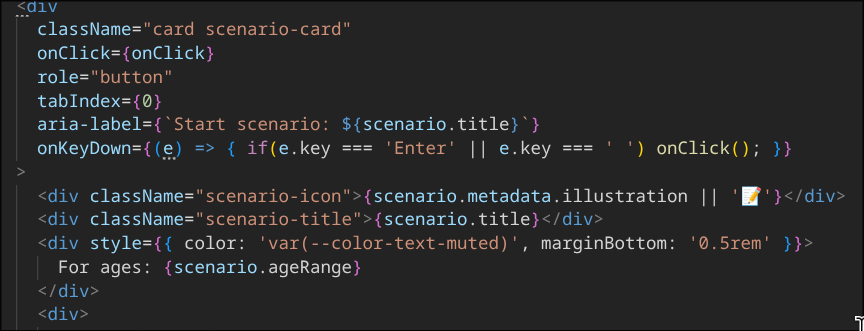 <div
className="card scenario-card"
onClick={onClick}
role="button"
tabIndex={0}
aria-label={`Start scenario: ${scenario.title}`}
onKeyDown={(e) => { if(e.key === 'Enter' || e.key === ' ') onClick(); }}
>
<div className="scenario-icon">{scenario.metadata.illustration || '📝'}</div>
<div className="scenario-title">{scenario.title}</div>
<div style={{ color: 'var(--color-text-muted)', marginBottom: '0.5rem' }}>
For ages: {scenario.ageRange}
</div>
<div>